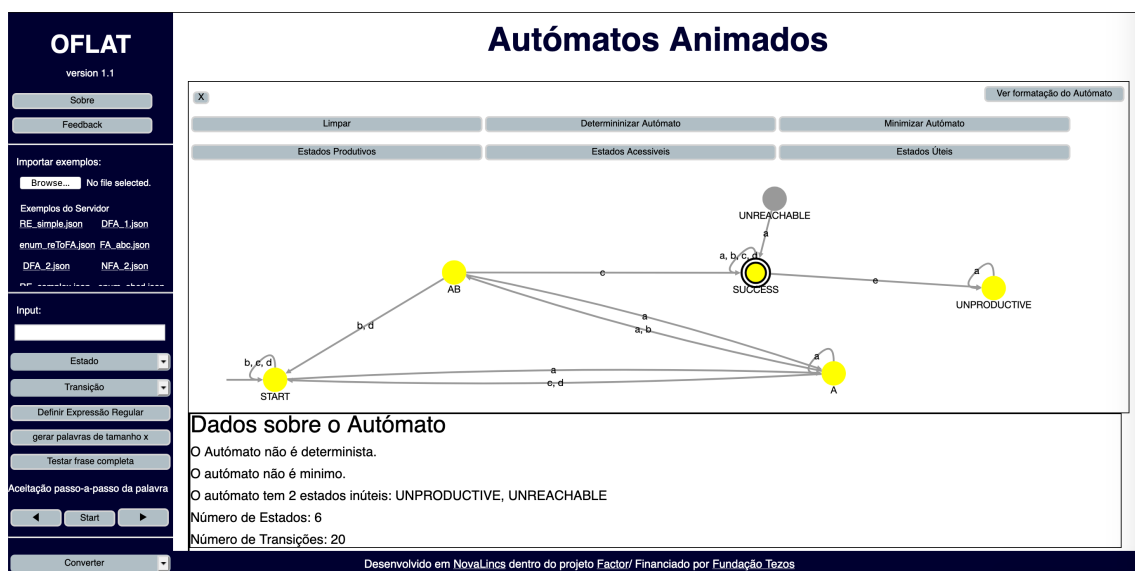 OFLAT
version 1.1
Sobre
Feedback
Importar exemplos:
Browse... No file selected.
Exemplos do Servidor
RE_simple.json DFA_1.json
enum_reToFA.json FA_abc.json
DFA_2.json NFA_2.json
Input:
Estado
Transição
Definir Expressão Regular
gerar palavras de tamanho x
Testar frase completa
Aceitação passo-a-passo da palavra
Start
Converter
Autómatos Animados
X
Ver formatação do Autómato
Limpar Determininizar Autómato Minimizar Autómato
Estados Produtivos Estados Acessiveis Estados Úteis
UNREACHABLE
a
a, b, c, d
c
AB
SUCCESS
e
a
UNPRODUCTIVE
b, d
a
a, b
b, c, d
START
a
c, d
a
A
Dados sobre o Autómato
O Autómato não é determinista.
O autómato não é minimo.
O autómato tem 2 estados inúteis: UNPRODUCTIVE, UNREACHABLE
Número de Estados: 6
Número de Transições: 20
Desenvolvido em NovaLincs dentro do projeto Factor/ Financiado por Fundação Tezos